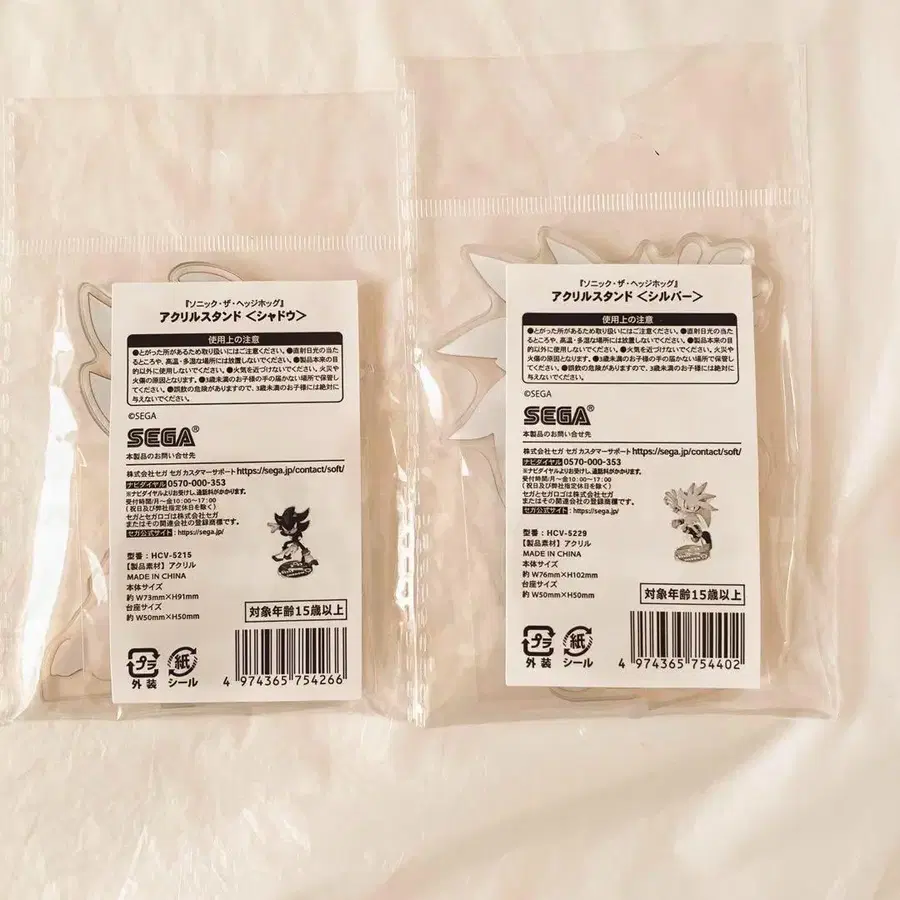 『ソニック・ザ・ヘッジホッグ』
アクリルスタンド＜シャドウ＞
使用上の注意
●とがった所があるため取り扱いにはご注意ください。●直射日光の当た
るところや、高温・多湿な場所には放置しないでください。●製品本来の目
的以外に使用しないでください。●火気を近づけないでください。火災や
火傷の原因となります。●3歳未満のお子様の手の届かない場所で保管し
てください。●誤飲の危険がありますので、3歳未満のお子様には絶対に
与えないでください。
©SEGA
SEGA®
本製品のお問い合せ先
株式会社セガ セガ カスタマーサポート https://sega.jp/contact/soft/
ナビダイヤル 0570-000-353
※ナビダイヤルよりお受けし、通話料がかかります。
受付時間/月～金10:00～17:00
(祝日及び弊社指定休日を除く)
セガとセガロゴは株式会社セガ
またはその関連会社の登録商標です。
セガ公式サイト：https://sega.jp/
型番：HCV-5215
【製品素材】アクリル
MADE IN CHINA
本体サイズ
約 W73mm×H91mm
台座サイズ
約 W50mm×H50mm
対象年齢15歳以上
プラ
外装
紙
シール
4 974365 754266
『ソニック・ザ・ヘッジホッグ』
アクリルスタンド＜シルバー＞
使用上の注意
●とがった所があるため取り扱いにはご注意ください。●直射日光の当た
るところや、高温・多湿な場所には放置しないでください。●製品本来の目
的以外に使用しないでください。●火気を近づけないでください。火災や
火傷の原因となります。●3歳未満のお子様の手の届かない場所で保管し
てください。●誤飲の危険がありますので、3歳未満のお子様には絶対に
与えないでください。
©SEGA
SEGA®
本製品のお問い合せ先
株式会社セガ セガ カスタマーサポート https://sega.jp/contact/soft/
ナビダイヤル 0570-000-353
※ナビダイヤルよりお受けし、通話料がかかります。
受付時間/月～金10:00～17:00
(祝日及び弊社指定休日を除く)
セガとセガロゴは株式会社セガ
またはその関連会社の登録商標です。
セガ公式サイト：https://sega.jp/
型番：HCV-5229
【製品素材】アクリル
MADE IN CHINA
本体サイズ
約 W76mm×H102mm
台座サイズ
約 W50mm×H50mm
対象年齢15歳以上
プラ
外装
紙
シール
4 974365 754402